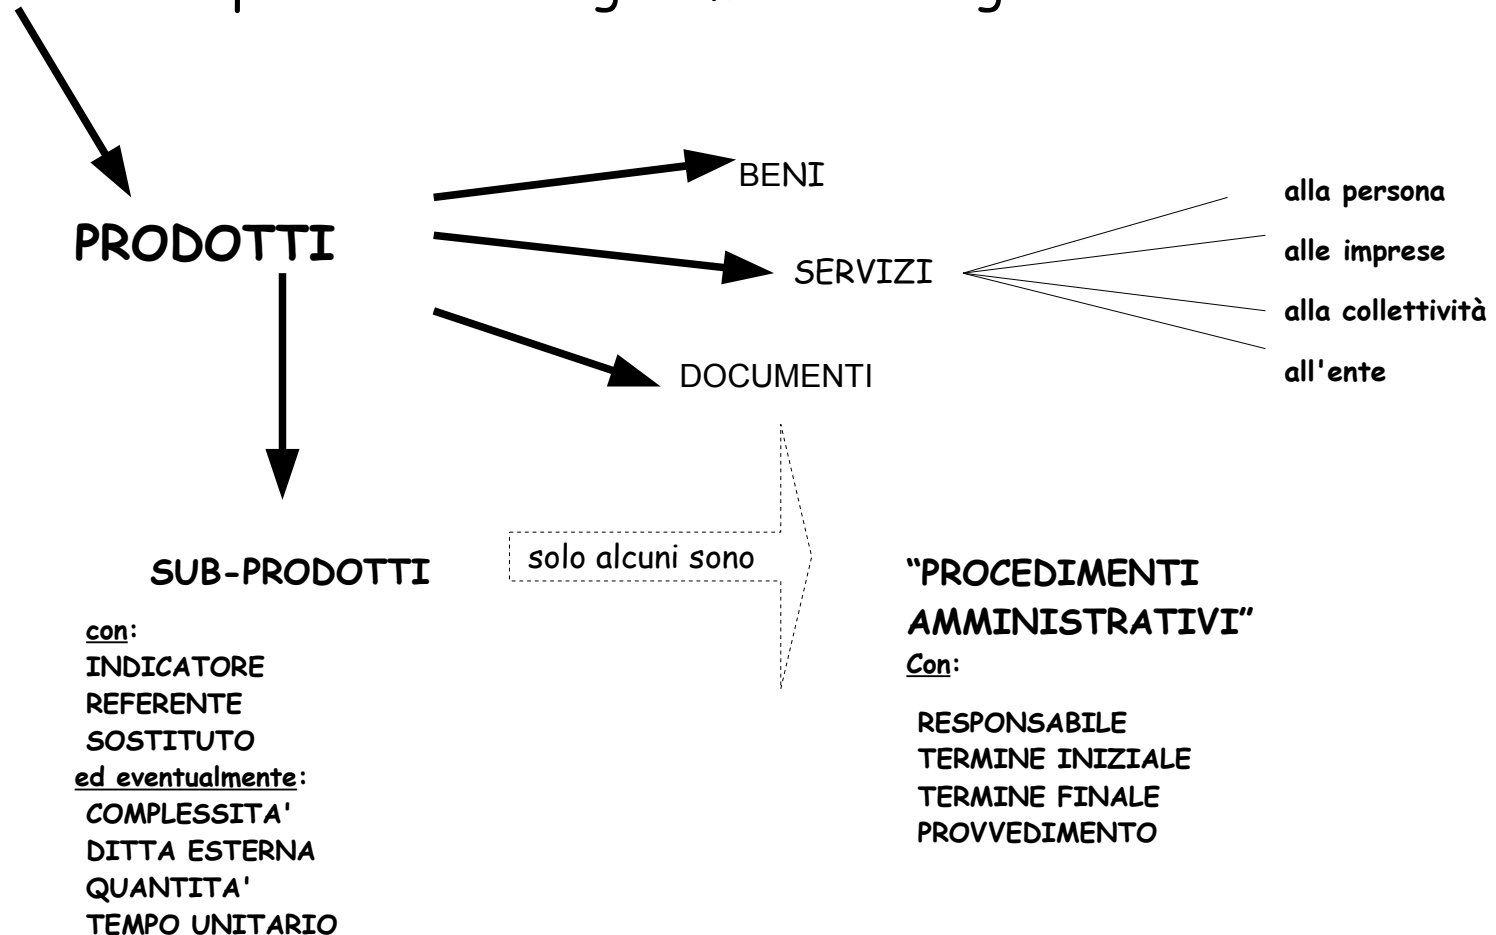 BENI
alla persona
PRODOTTI
alle imprese
SERVIZI
alla collettività
DOCUMENTI
all'ente
solo alcuni sono
SUB-PRODOTTI
con:
INDICATORE
REFERENTE
SOSTITUTO
ed eventualmente:
COMPLESSITA'
DITTA ESTERNA
QUANTITA'
TEMPO UNITARIO
“PROCEDIMENTI
AMMINISTRATIVI”
Con:
RESPONSABILE
TERMINE INIZIALE
TERMINE FINALE
PROVVEDIMENTO